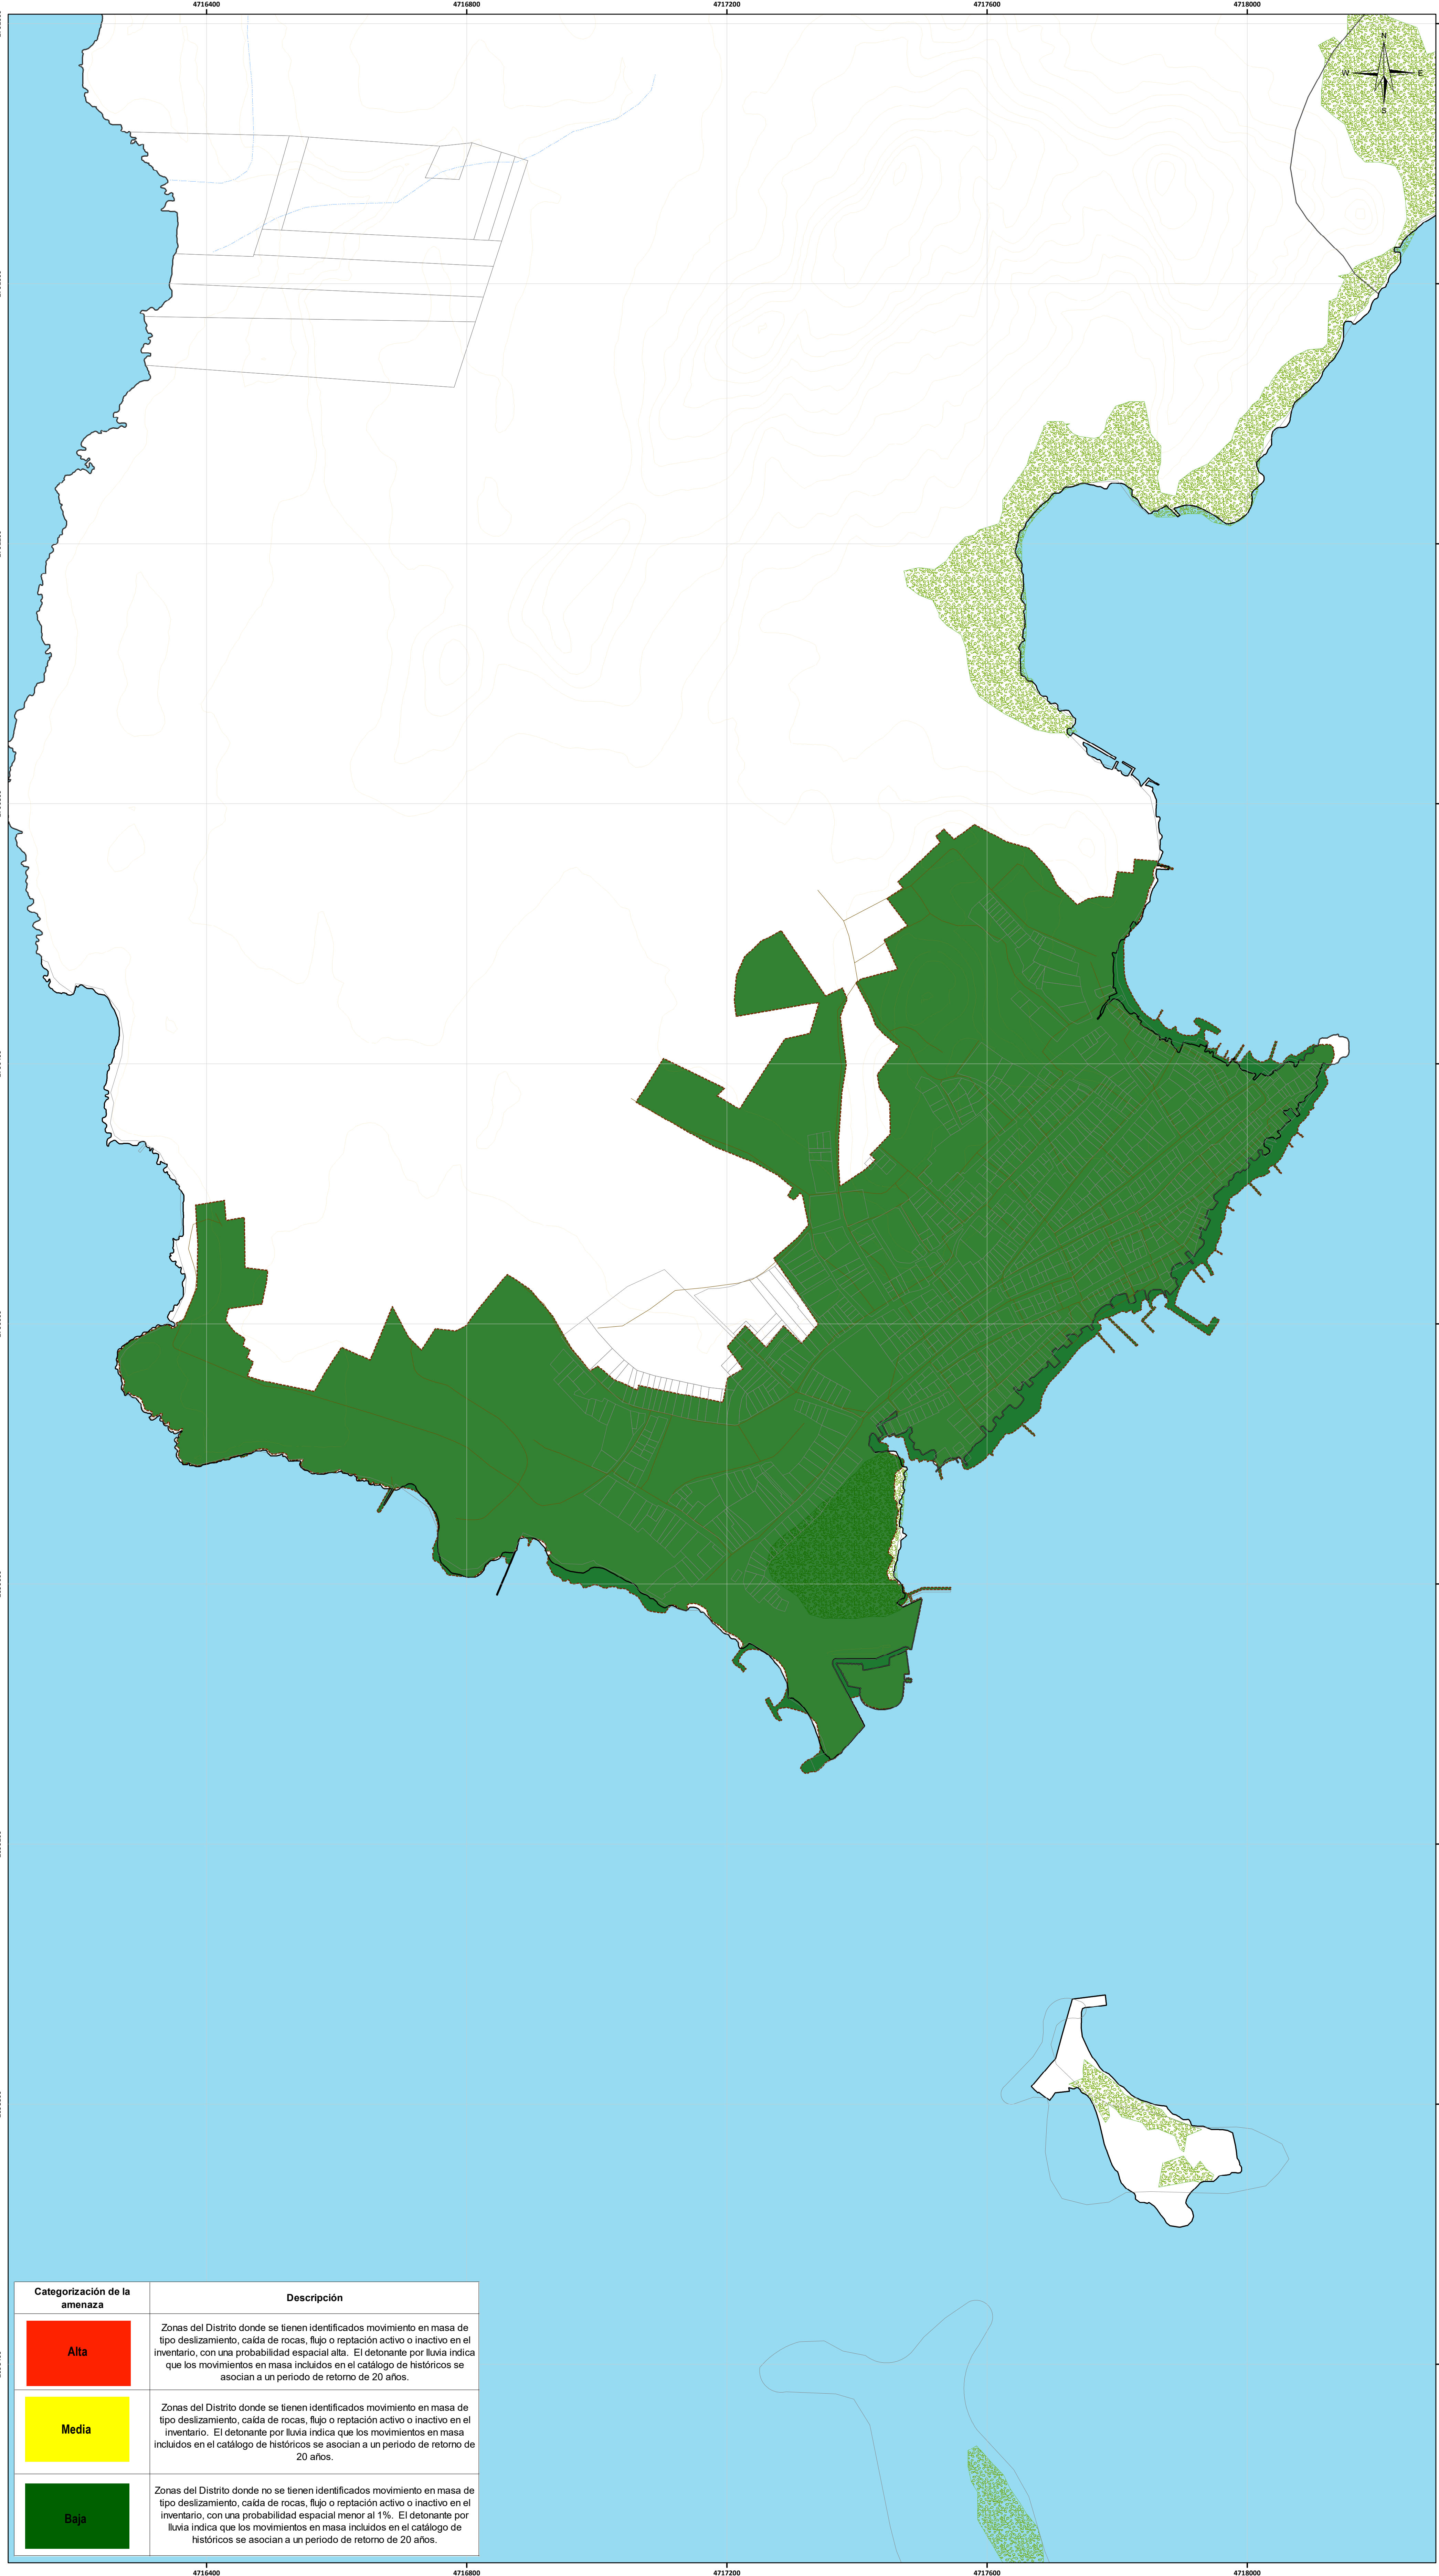 4716400 4716800 4717200 4717600 4718000
N
W E
S
Categorización de la
amenaza
Descripción
Alta
Zonas del Distrito donde se tienen identificados movimiento en masa de
tipo deslizamiento, caída de rocas, flujo o reptación activo o inactivo en el
inventario, con una probabilidad espacial alta. El detonante por lluvia indica
que los movimientos en masa incluidos en el catálogo de históricos se
asocian a un periodo de retorno de 20 años.
Media
Zonas del Distrito donde se tienen identificados movimiento en masa de
tipo deslizamiento, caída de rocas, flujo o reptación activo o inactivo en el
inventario. El detonante por lluvia indica que los movimientos en masa
incluidos en el catálogo de históricos se asocian a un periodo de retorno de
20 años.
Baja
Zonas del Distrito donde no se tienen identificados movimiento en masa de
tipo deslizamiento, caída de rocas, flujo o reptación activo o inactivo en el
inventario, con una probabilidad espacial menor al 1%. El detonante por
lluvia indica que los movimientos en masa incluidos en el catálogo de
históricos se asocian a un periodo de retorno de 20 años.
4716400 4716800 4717200 4717600 4718000